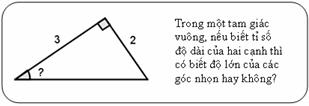 3
2
?
Trong một tam giác
vuông, nếu biết tỉ số
độ dài của hai cạnh thì
có biết độ lớn của các
góc nhọn hay không?